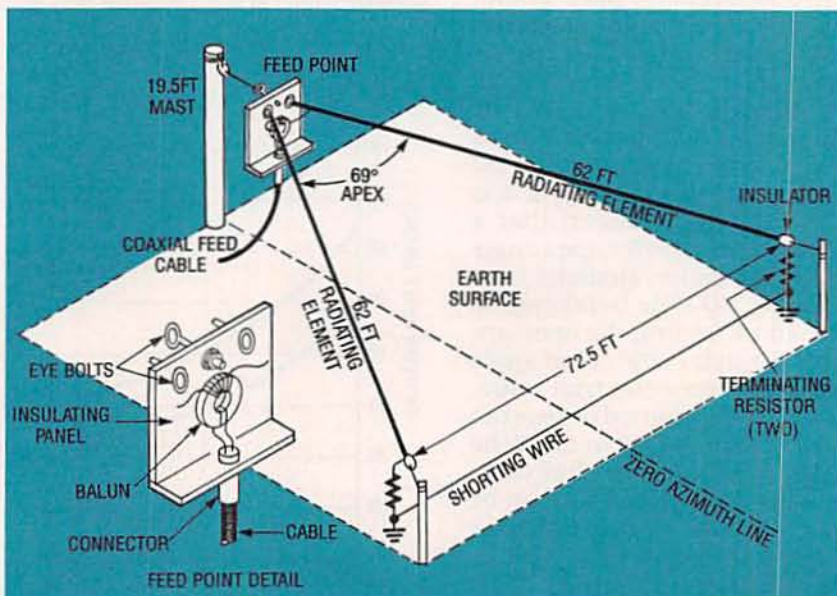 19.5FT
MAST
FEED POINT
69°
APEX
62 FT
RADIATING ELEMENT
INSULATOR
COAXIAL FEED
CABLE
62 FT
RADIATING
ELEMENT
EARTH
SURFACE
72.5 FT
SHORTING WIRE
TERMINATING
RESISTOR
(TWO)
ZERO AZIMUTH LINE
EYE BOLTS
INSULATING
PANEL
BALUN
CONNECTOR
CABLE
FEED POINT DETAIL